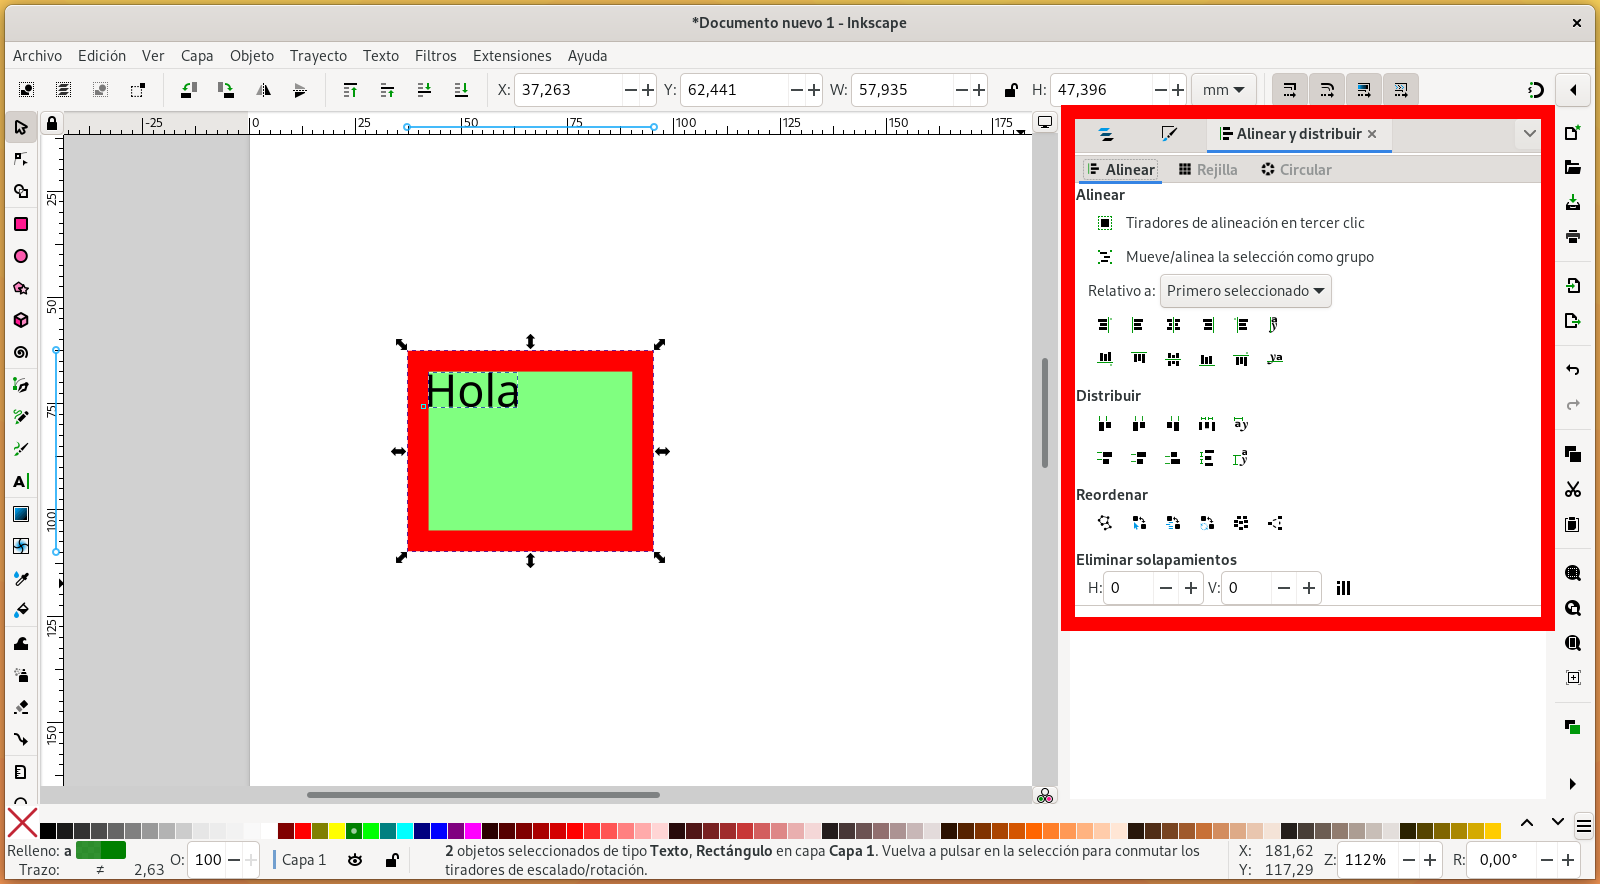 *Documento nuevo 1 - Inkscape
Archivo Edición Ver Capa Objeto Trayecto Texto Filtros Extensiones Ayuda
X: 37,263 Y: 62,441 W: 57,935 H: 47,396 mm
-25 0 25 50 75 100 125 150 175
Alinear y distribuir
Alinear Rejilla Circular
Alinear
Tiradores de alineación en tercer clic
Mueve/alinea la selección como grupo
Relativo a: Primero seleccionado
Distribuir
Reordenar
Eliminar solapamientos
H: 0 V: 0
25
50
75
100
125
150
Hola
Relleno: a
Trazo: ≠ 2,63
O: 100
Capa 1
2 objetos seleccionados de tipo Texto, Rectángulo en capa Capa 1. Vuelva a pulsar en la selección para conmutar los
tiradores de escalado/rotación.
X: 181,62
Y: 117,29
Z: 112%
R: 0,00°